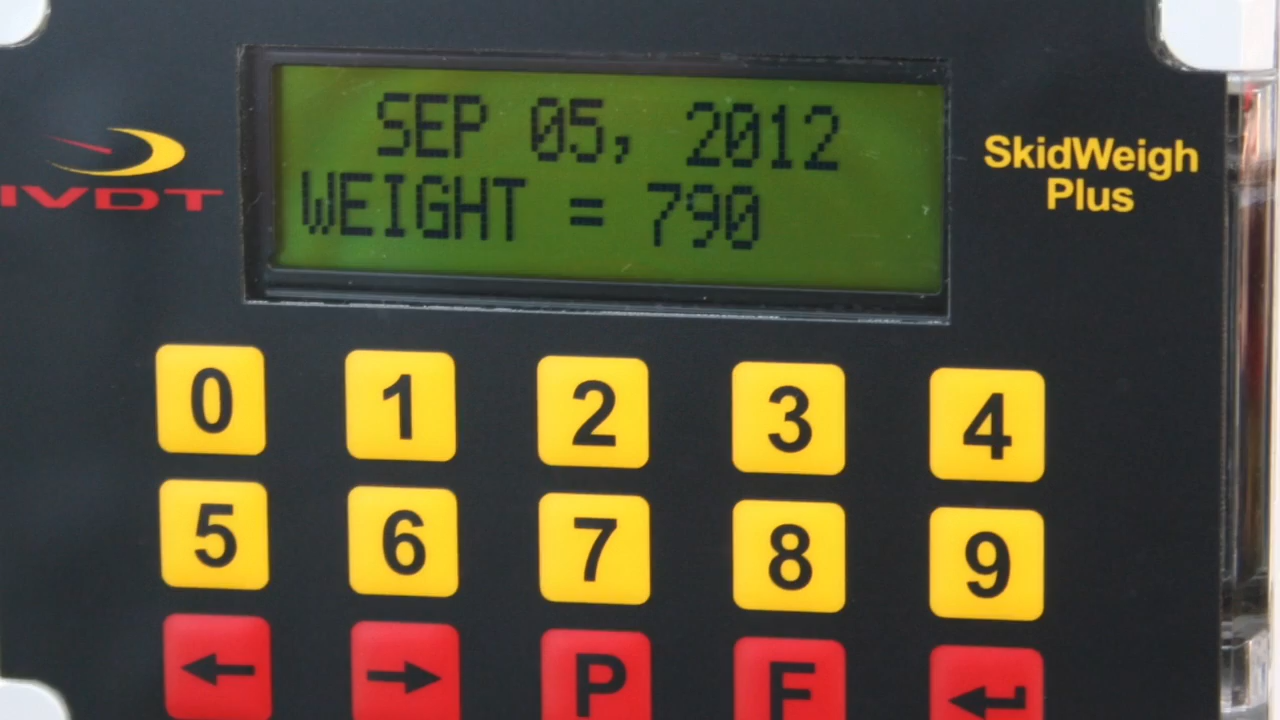 SEP 05, 2012
WEIGHT = 790
IVDT
SkidWeigh
Plus
0 1 2 3 4
5 6 7 8 9
← → P F ↵